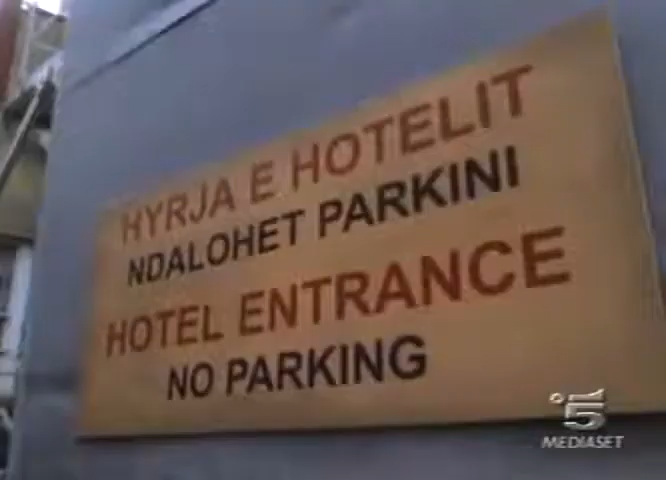 HYRJA E HOTELIT
NDALOHET PARKINI
HOTEL ENTRANCE
NO PARKING
5
MEDIASET